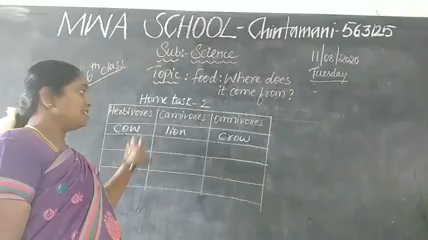 MWA SCHOOL-Chintamani-563125
Sub:-Science
11/08/2020
Tuesday
6th class
Topic:- Food: Where does
it come from?
Home task-2
Herbivores Carnivores omnivores
Cow lion Crow